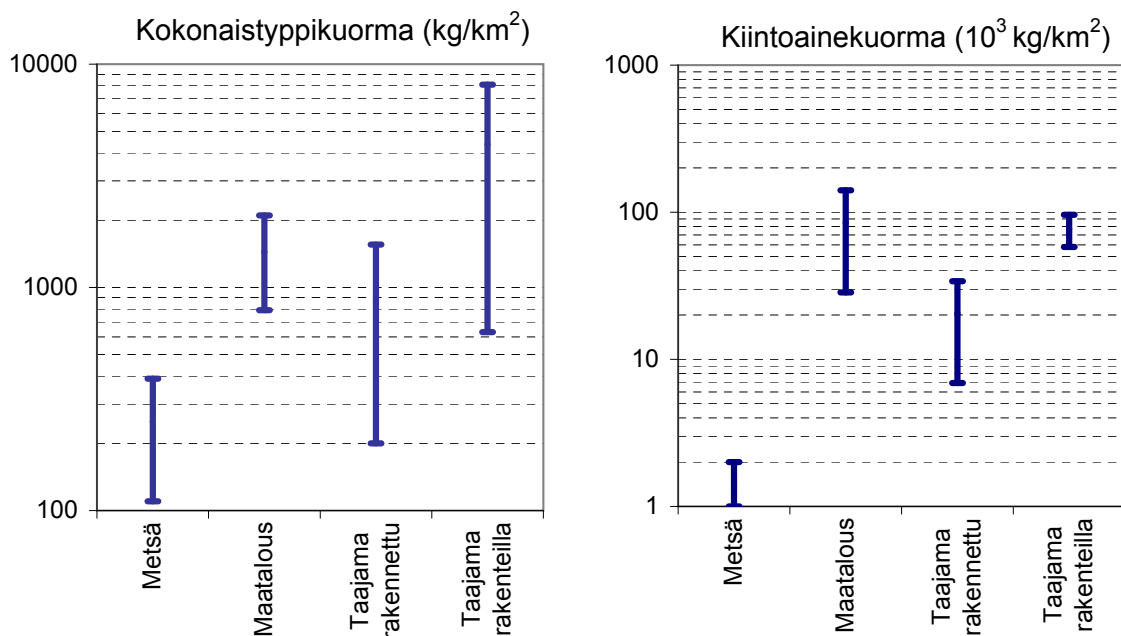 Kokonaistyppikuorma (kg/km²)
10000
1000
100
Metsä
Maatalous
Taajama
rakennettu
Taajama
rakenteilla
Kiintoainekuorma (10³ kg/km²)
1000
100
10
1
Metsä
Maatalous
Taajama
rakennettu
Taajama
rakenteilla